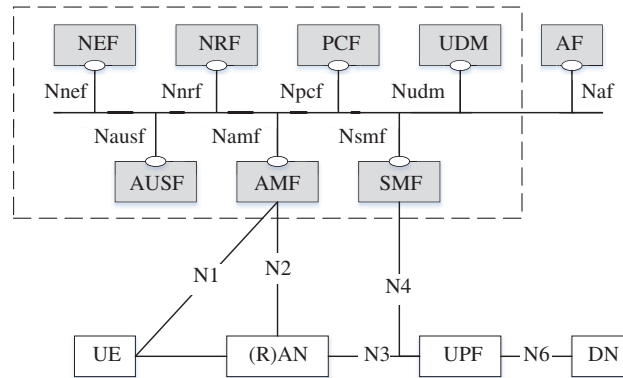 NEF NRF PCF UDM AF
Nnef Nnrf Npcf Nudm Naf
Nausf Namf Nsmf
AUSF AMF SMF
N1 N2 N4
UE (R)AN N3 UPF N6 DN